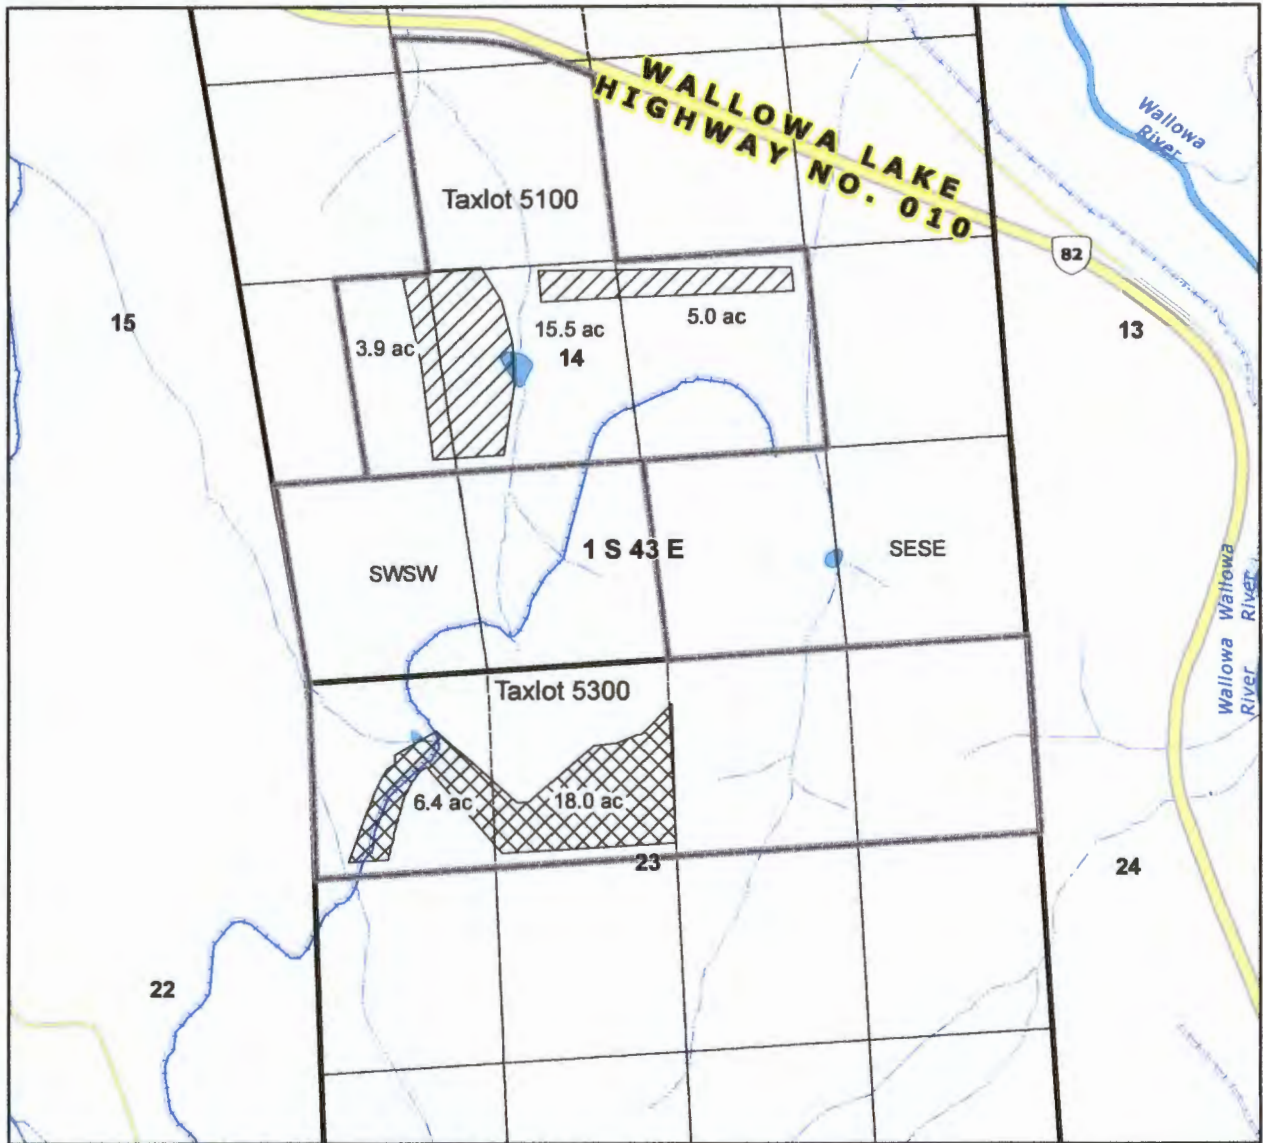 WALLOWA LAKE
HIGHWAY NO. 010
Wallowa
River
Taxlot 5100
82
15
3.9 ac
15.5 ac
5.0 ac
14
13
1 S 43 E
SWSW
SESE
Wallowa
River
Wallowa
River
Taxlot 5300
6.4 ac
18.0 ac
23
24
22